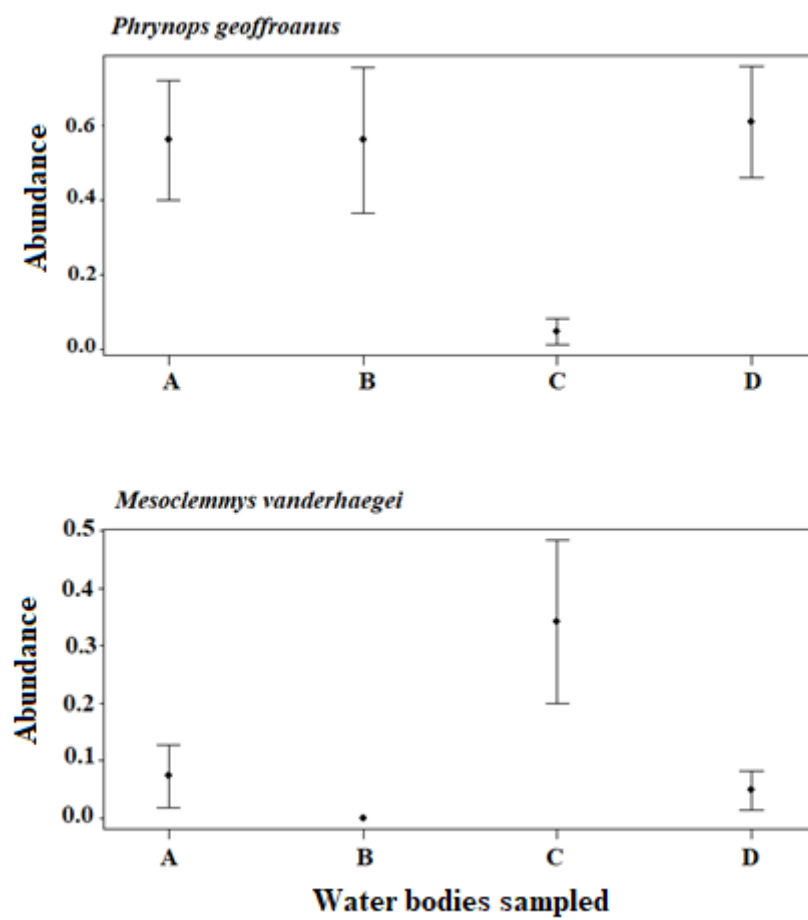 Phrynops geoffroanus
Abundance
0.6
0.4
0.2
0.0
A B C D
Mesoclemmys vanderhaegei
Abundance
0.5
0.4
0.3
0.2
0.1
0.0
A B C D
Water bodies sampled